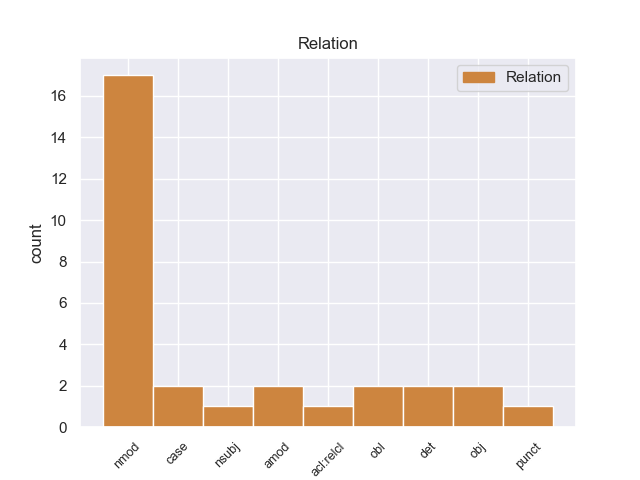 Relation
Relation
count
16
14
12
10
8
6
4
2
0
nmod
case
nsubj
amod
acl:relcl
obl
det
obj
punct